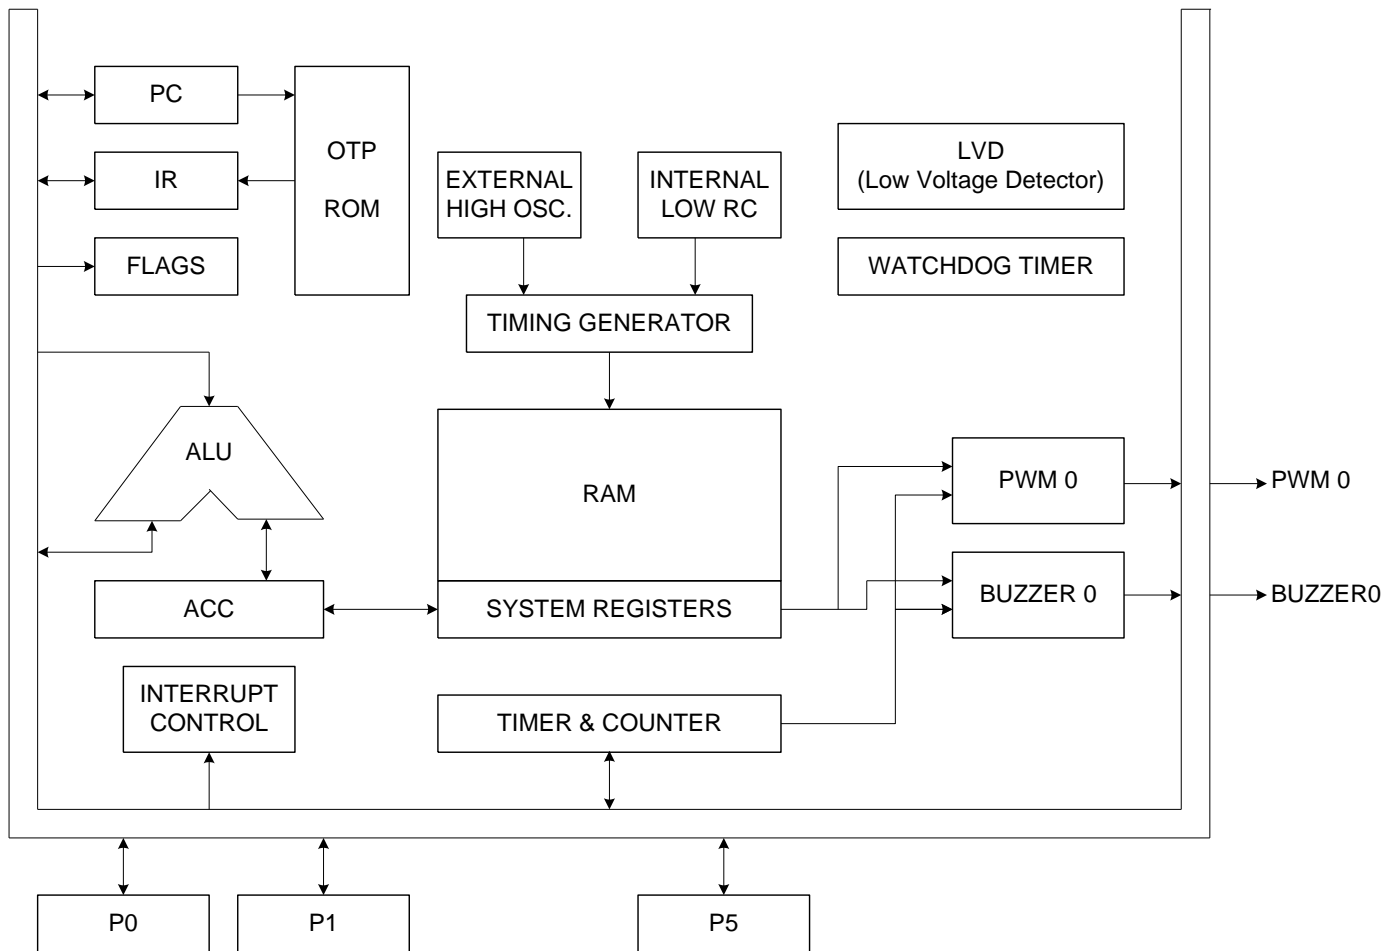 PC
OTP
ROM
IR
FLAGS
EXTERNAL
HIGH OSC.
INTERNAL
LOW RC
LVD
(Low Voltage Detector)
WATCHDOG TIMER
TIMING GENERATOR
ALU
RAM
PWM 0
PWM 0
ACC
SYSTEM REGISTERS
BUZZER 0
BUZZER0
INTERRUPT
CONTROL
TIMER & COUNTER
P0
P1
P5